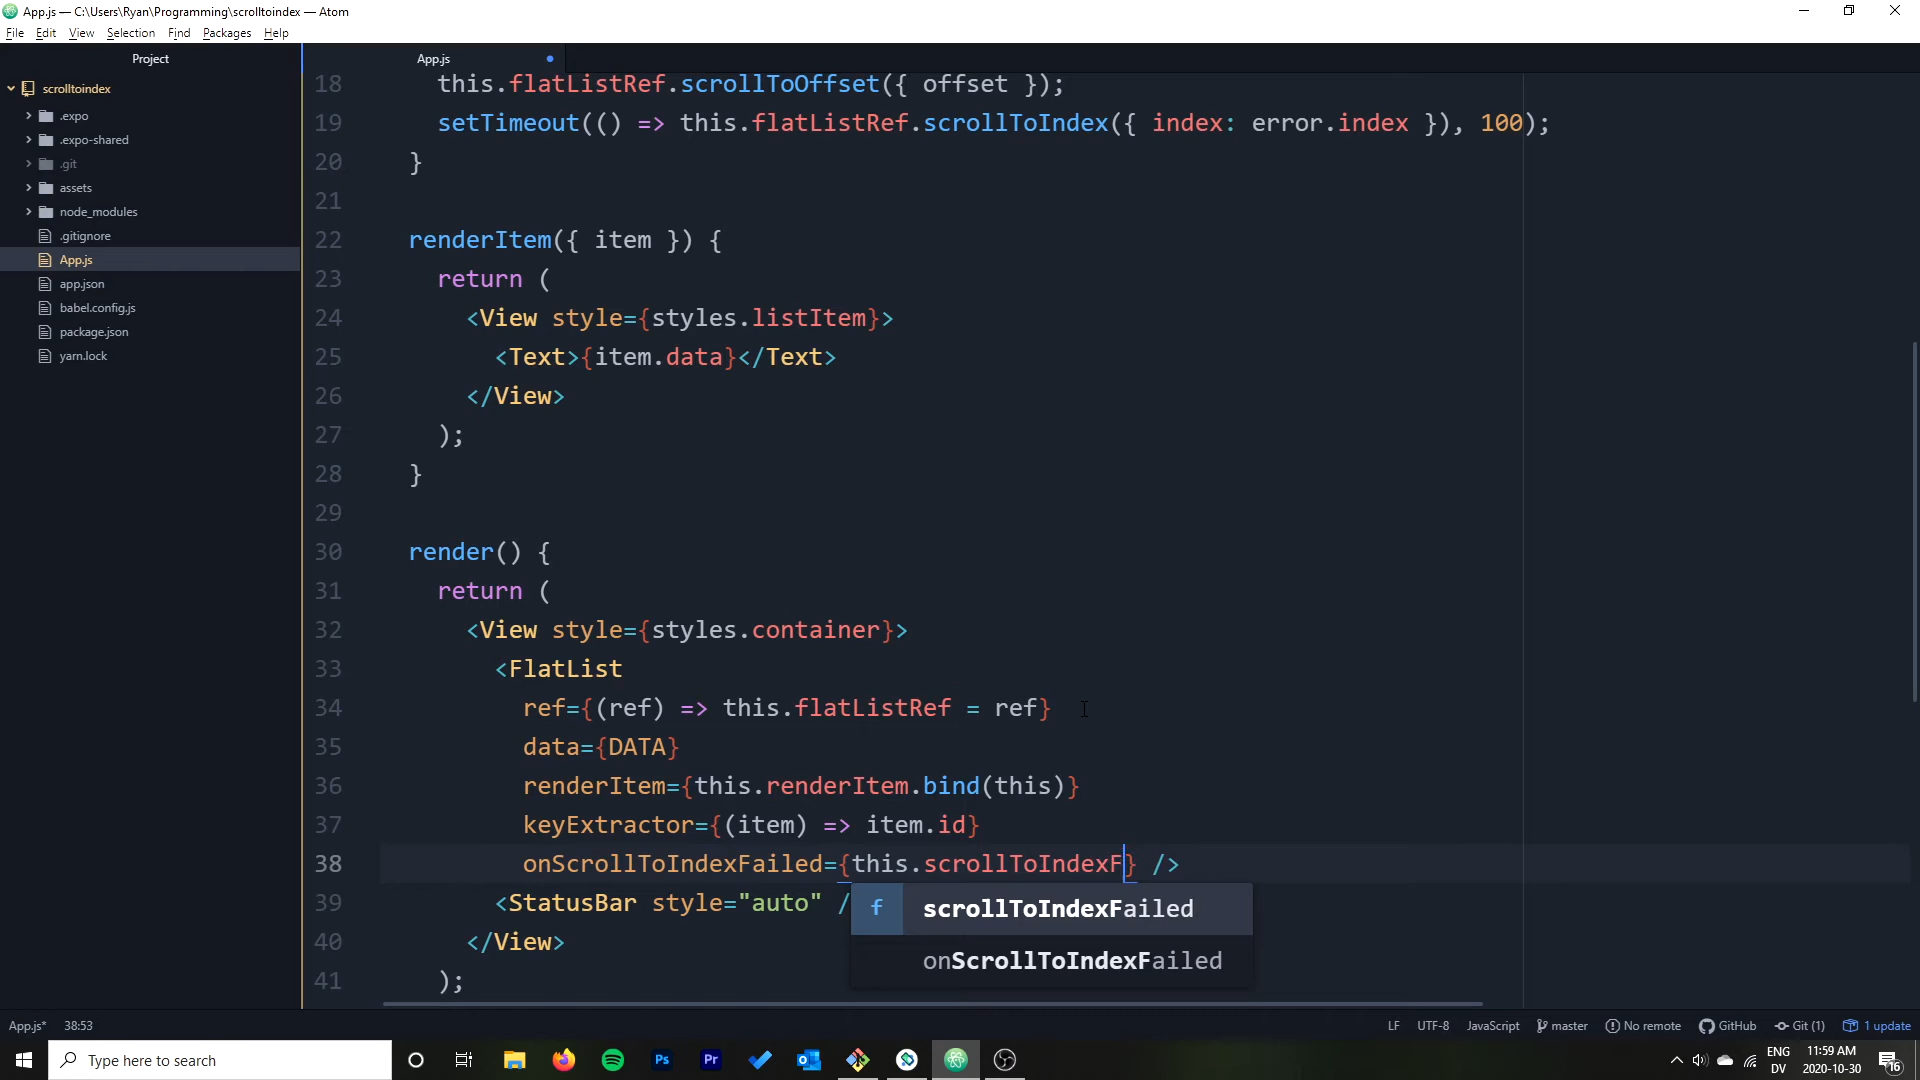 App.js — C:\Users\Ryan\Programming\scrolltoindex — Atom
File Edit View Selection Find Packages Help
Project
App.js
scrolltoindex
.expo
.expo-shared
.git
assets
node_modules
.gitignore
App.js
app.json
babel.config.js
package.json
yarn.lock
18 this.flatListRef.scrollToOffset({ offset });
19 setTimeout(() => this.flatListRef.scrollToIndex({ index: error.index }), 100);
20 }
21
22 renderItem({ item }) {
23 return (
24 <View style={styles.listItem}>
25 <Text>{item.data}</Text>
26 </View>
27 );
28 }
29
30 render() {
31 return (
32 <View style={styles.container}>
33 <FlatList
34 ref={(ref) => this.flatListRef = ref}
35 data={DATA}
36 renderItem={this.renderItem.bind(this)}
37 keyExtractor={(item) => item.id}
38 onScrollToIndexFailed={this.scrollToIndexF} />
39 <StatusBar style="auto" /
f scrollToIndexFailed
40 </View>
onScrollToIndexFailed
41 );
App.js* 38:53
LF UTF-8 JavaScript master No remote GitHub Git (1) 1 update
Type here to search
Ps
Pr
ENG
DV
11:59 AM
2020-10-30
16